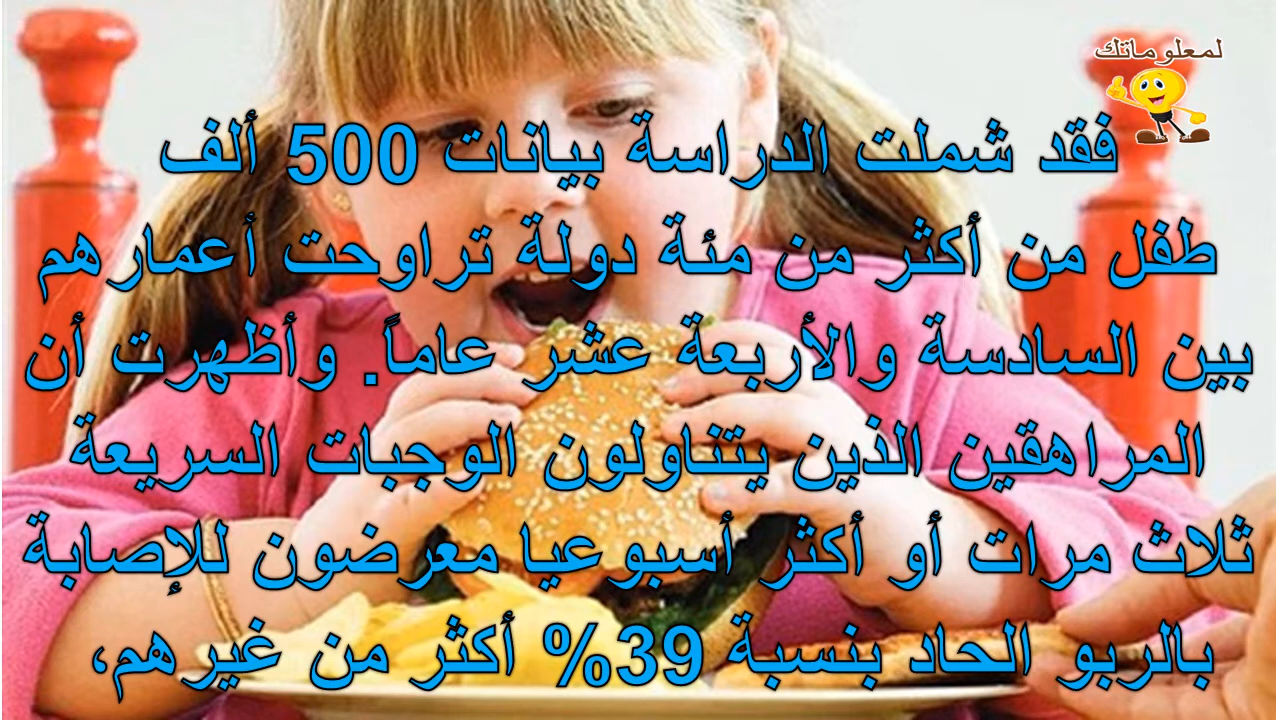 لمعلوماتك
فقد شملت الدراسة بيانات 500 ألف
طفل من أكثر من مئة دولة تراوحت أعمارهم
بين السادسة والأربعة عشر عاماً. وأظهرت أن
المراهقين الذين يتناولون الوجبات السريعة
ثلاث مرات أو أكثر أسبوعيا معرضون للإصابة
بالربو الحاد بنسبة 39% أكثر من غيرهم،